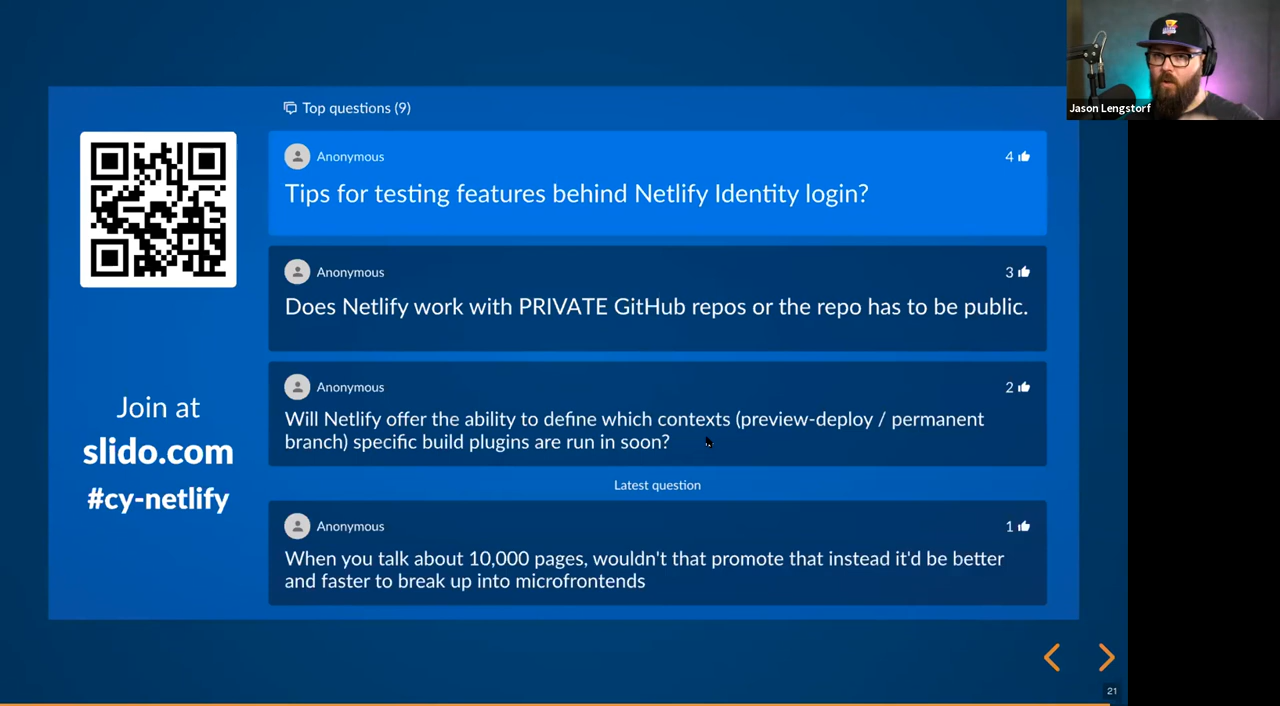 Jason Lengstorf
Top questions (9)
Anonymous
4
Tips for testing features behind Netlify Identity login?
Anonymous
3
Does Netlify work with PRIVATE GitHub repos or the repo has to be public.
Anonymous
2
Will Netlify offer the ability to define which contexts (preview-deploy / permanent
branch) specific build plugins are run in soon?
Latest question
Anonymous
1
When you talk about 10,000 pages, wouldn't that promote that instead it'd be better
and faster to break up into microfrontends
Join at
slido.com
#cy-netlify
21